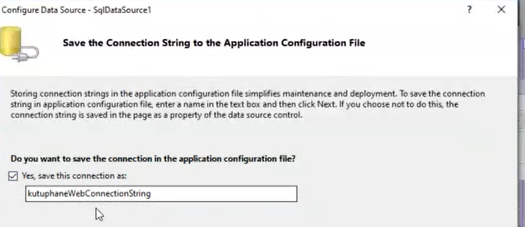 Configure Data Source - SqlDataSource1
Save the Connection String to the Application Configuration File
Storing connection strings in the application configuration file simplifies maintenance and deployment. To save the connection
string in application configuration file, enter a name in the text box and then click Next. If you choose not to do this, the
connection string is saved in the page as a property of the data source control.
Do you want to save the connection in the application configuration file?
Yes, save this connection as:
kutuphaneWebConnectionString